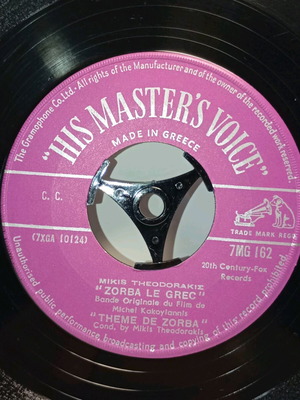 The Gramophone Co. Ltd. · All rights of the Manufacturer and of the owner of the recorded work reserved.
"HIS MASTER'S VOICE"
MADE IN GREECE
C. C.
TRADE MARK REGD
(7XGA 10124)
7MG 162
20th Century-Fox
Records
MIKIS THEODORAKIZ
"ZORBA LE GREC"
Bande Originale du Film de
Michel Kakoyiannis
"THEME DE ZORBA"
Cond. by Mikis Theodorakis
Unauthorised public performance broadcasting and copying of this record prohibited